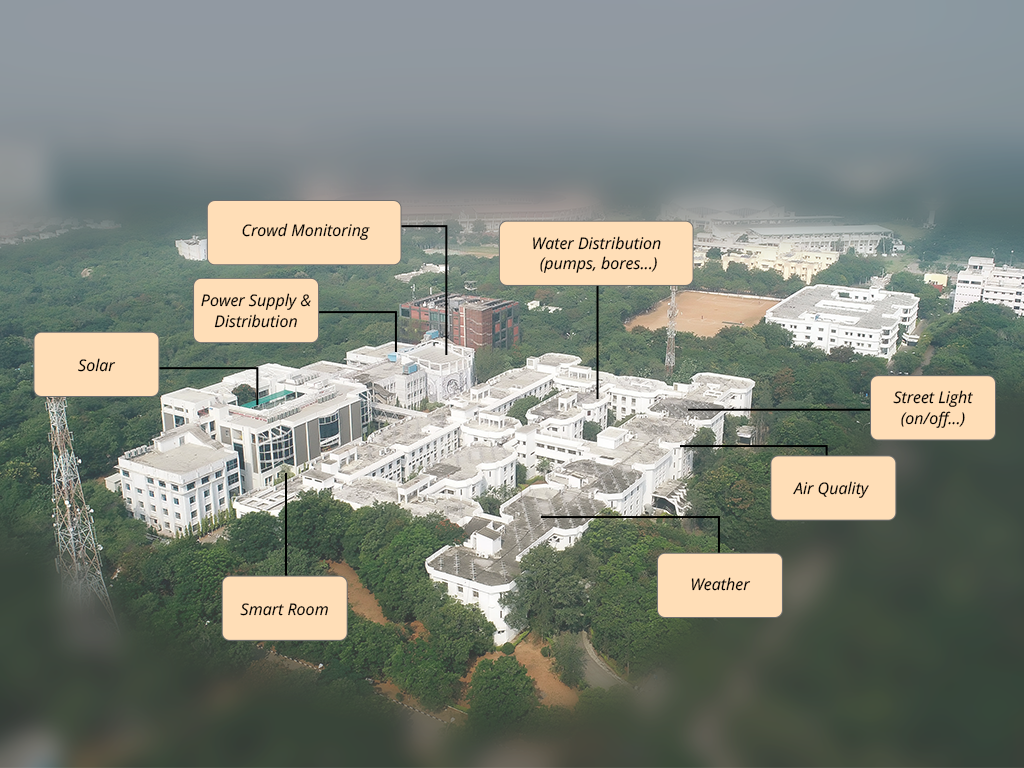 Crowd Monitoring
Water Distribution
(pumps, bores...)
Power Supply &
Distribution
Solar
Street Light
(on/off...)
Air Quality
Weather
Smart Room